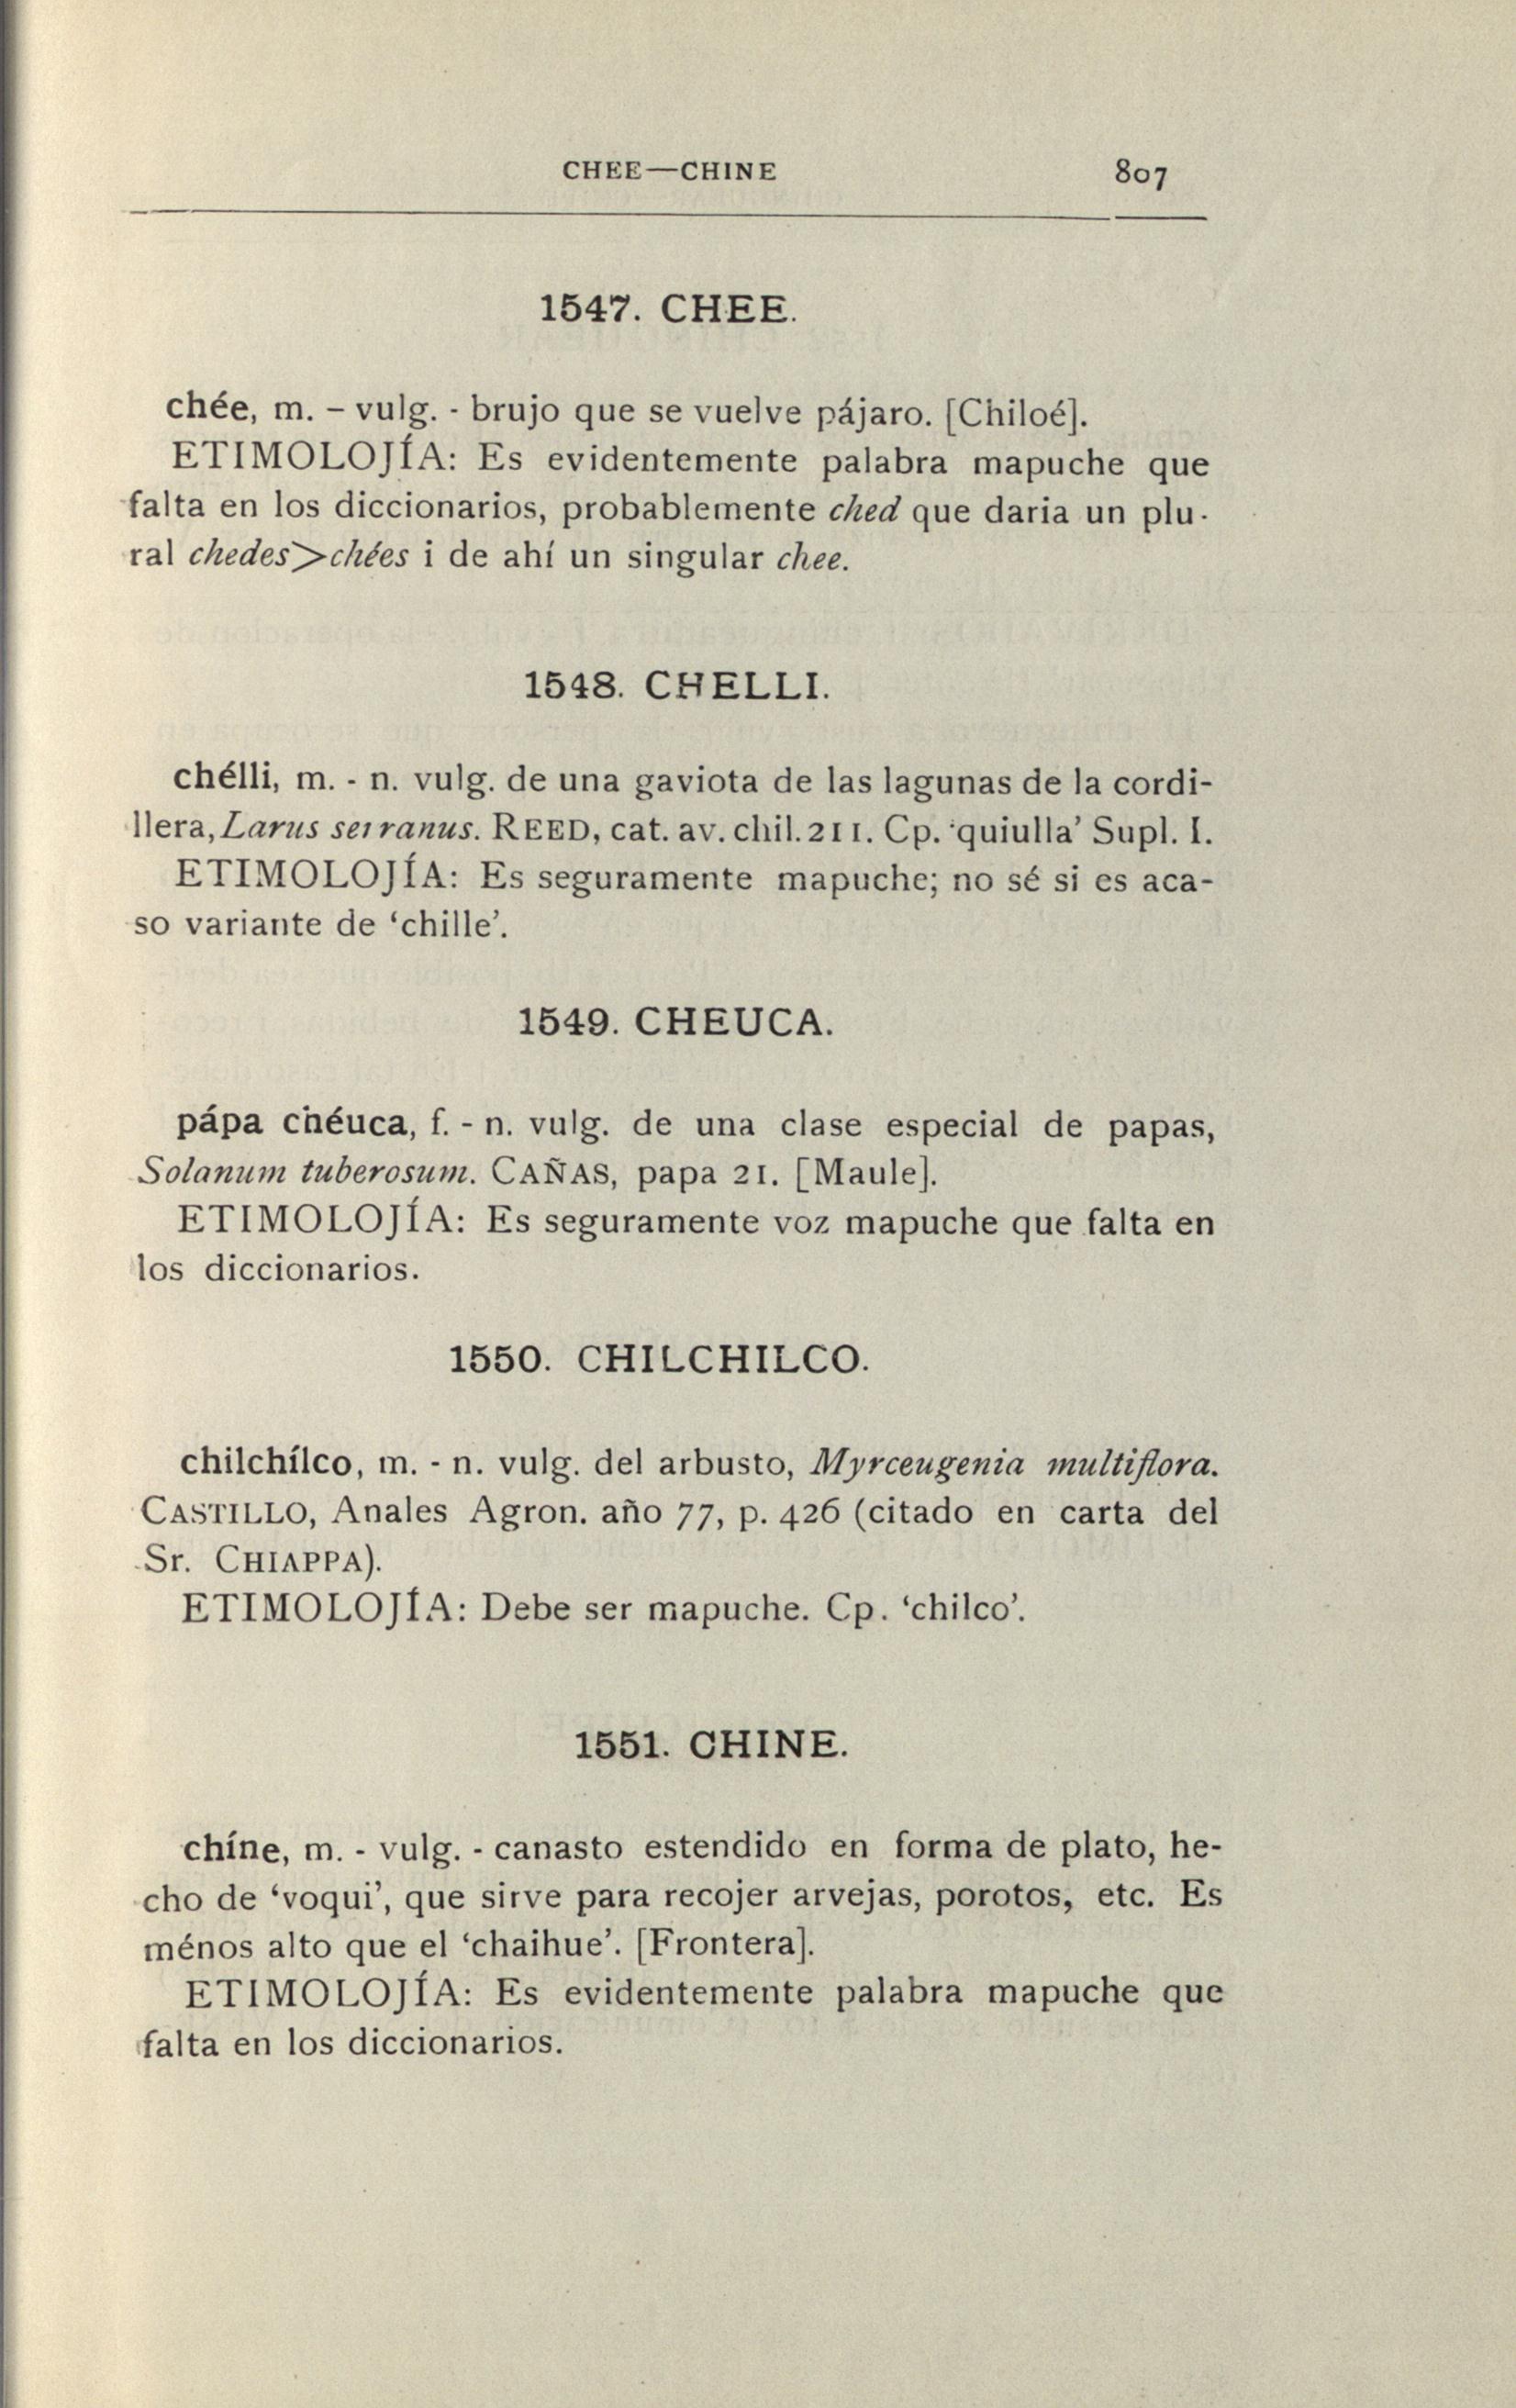 CHEE—CHINE 807
1547. CHEE.
chée, m. – vulg. - brujo que se vuelve pájaro. [Chiloé].
ETIMOLOJÍA: Es evidentemente palabra mapuche que
falta en los diccionarios, probablemente ched que daria un plu-
ral chedes>chées i de ahí un singular chee.
1548. CHELLI.
chélli, m. - n. vulg. de una gaviota de las lagunas de la cordi-
llera, Larus serranus. REED, cat. av. chil. 211. Cp. ‘quiulla’ Supl. I.
ETIMOLOJÍA: Es seguramente mapuche; no sé si es aca-
so variante de ‘chille’.
1549. CHEUCA.
pápa chéuca, f. - n. vulg. de una clase especial de papas,
Solanum tuberosum. CAÑAS, papa 21. [Maule].
ETIMOLOJÍA: Es seguramente voz mapuche que falta en
los diccionarios.
1550. CHILCHILCO.
chilchílco, m. - n. vulg. del arbusto, Myrceugenia multiflora.
CASTILLO, Anales Agron. año 77, p. 426 (citado en carta del
Sr. CHIAPPA).
ETIMOLOJÍA: Debe ser mapuche. Cp. ‘chilco’.
1551. CHINE.
chíne, m. - vulg. - canasto estendido en forma de plato, he-
cho de ‘voqui’, que sirve para recojer arvejas, porotos, etc. Es
ménos alto que el ‘chaihue’. [Frontera].
ETIMOLOJÍA: Es evidentemente palabra mapuche que
falta en los diccionarios.